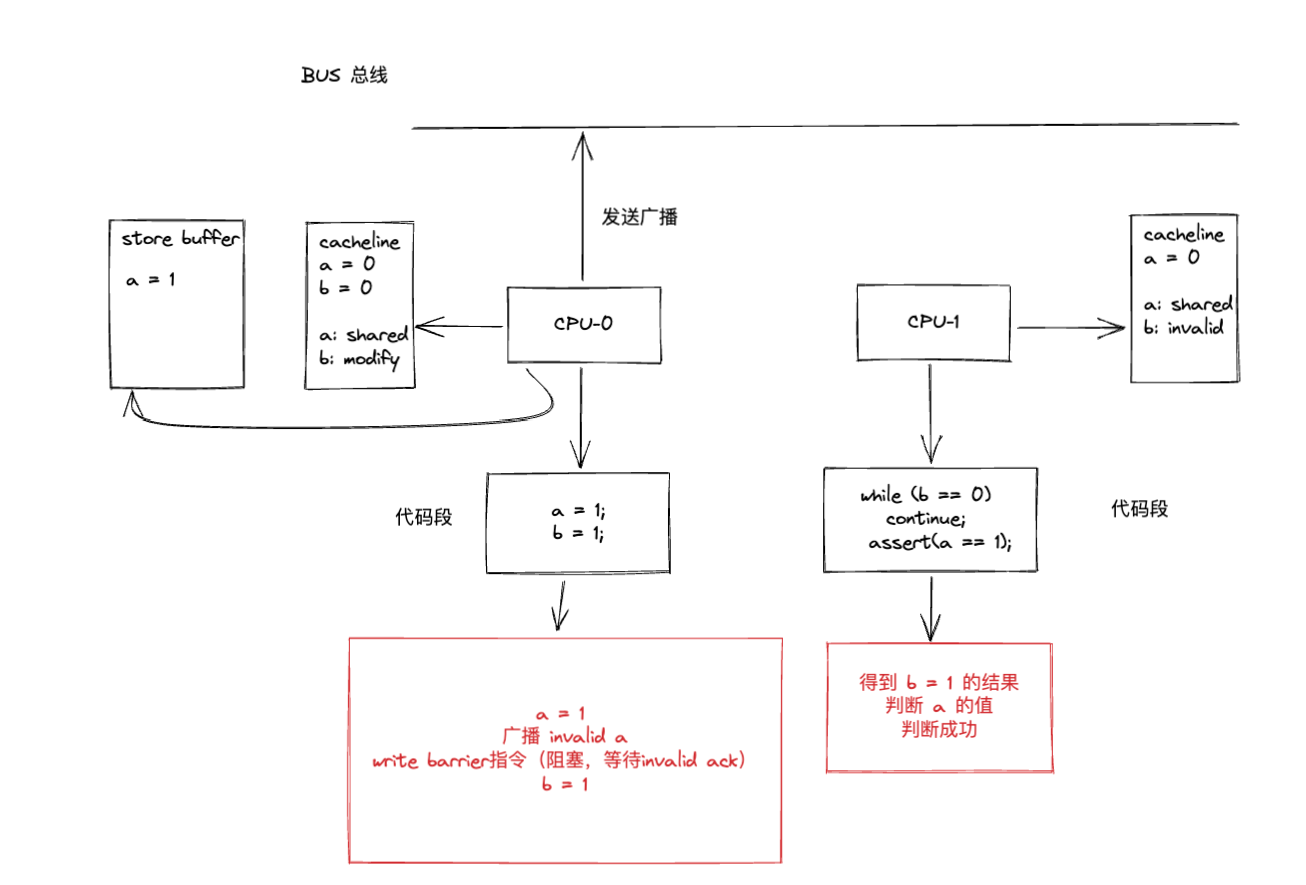 BUS 总线
发送广播
store buffer
a = 1
cacheline
a = 0
b = 0
a: shared
b: modify
CPU-0
CPU-1
cacheline
a = 0
a: shared
b: invalid
代码段
a = 1;
b = 1;
while (b == 0)
continue;
assert(a == 1);
代码段
a = 1
广播 invalid a
write barrier指令（阻塞，等待invalid ack）
b = 1
得到 b = 1 的结果
判断 a 的值
判断成功